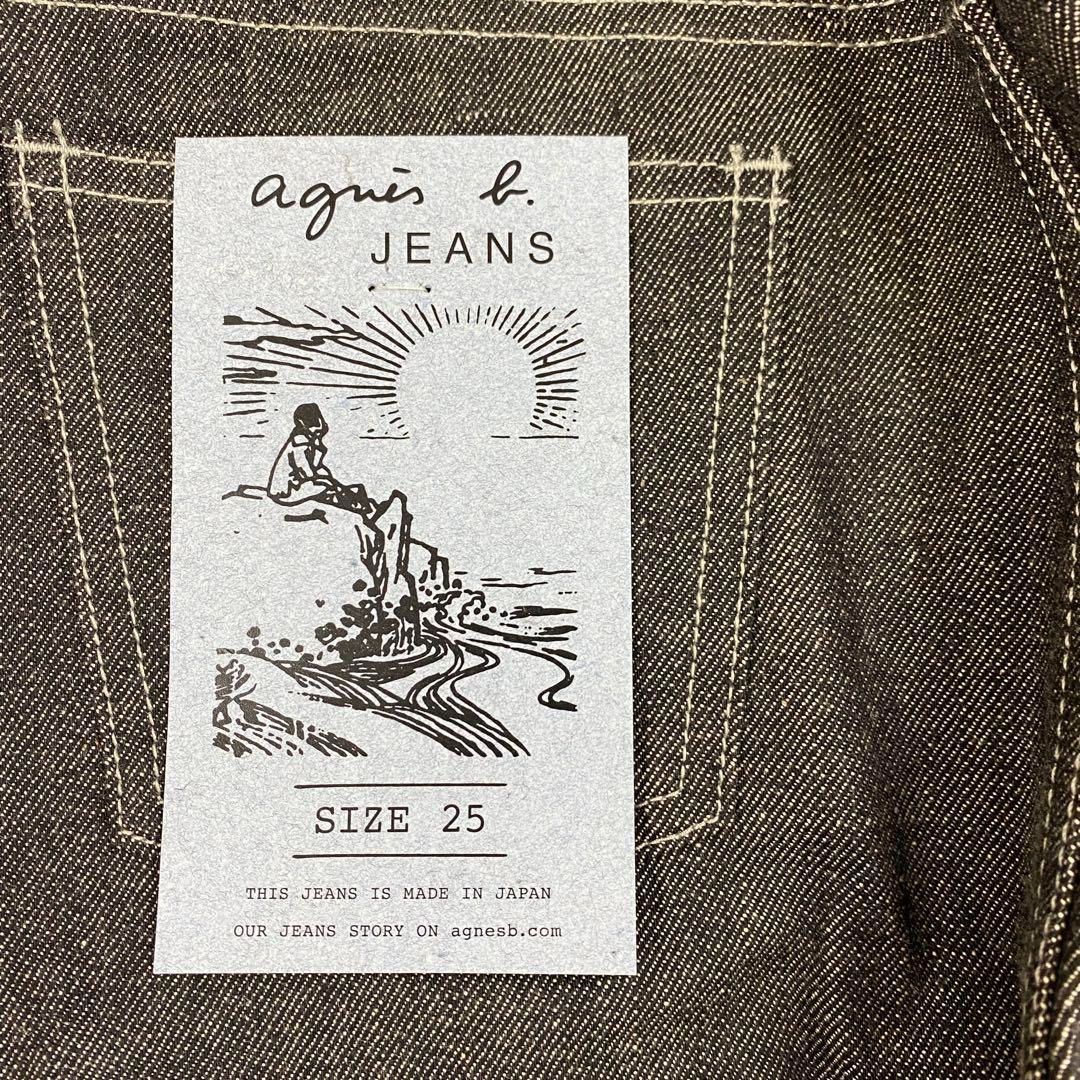 agnès b.
JEANS
SIZE 25
THIS JEANS IS MADE IN JAPAN
OUR JEANS STORY ON agnesb.com